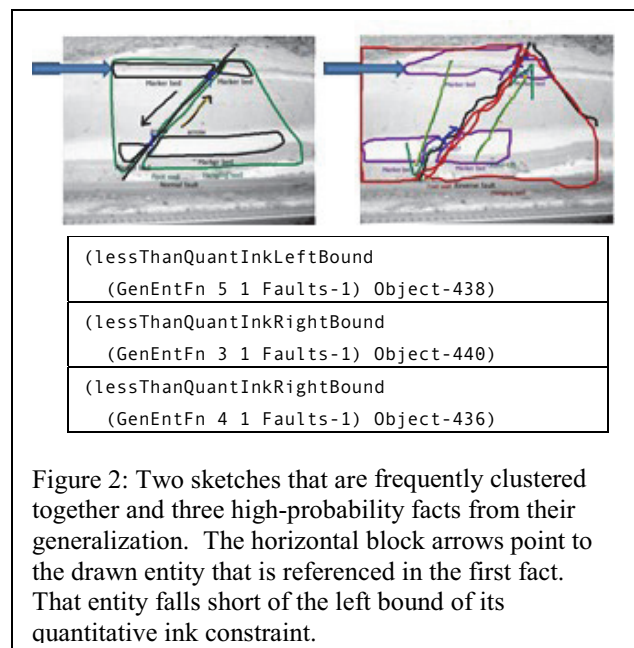 Marker bed
Marker bed
Marker bed
Normal fault
Marker bed
Marker bed
Reverse fault
(lessThanQuantInkLeftBound
(GenEntFn 5 1 Faults-1) Object-438)
(lessThanQuantInkRightBound
(GenEntFn 3 1 Faults-1) Object-440)
(lessThanQuantInkRightBound
(GenEntFn 4 1 Faults-1) Object-436)
Figure 2: Two sketches that are frequently clustered
together and three high-probability facts from their
generalization. The horizontal block arrows point to
the drawn entity that is referenced in the first fact.
That entity falls short of the left bound of its
quantitative ink constraint.